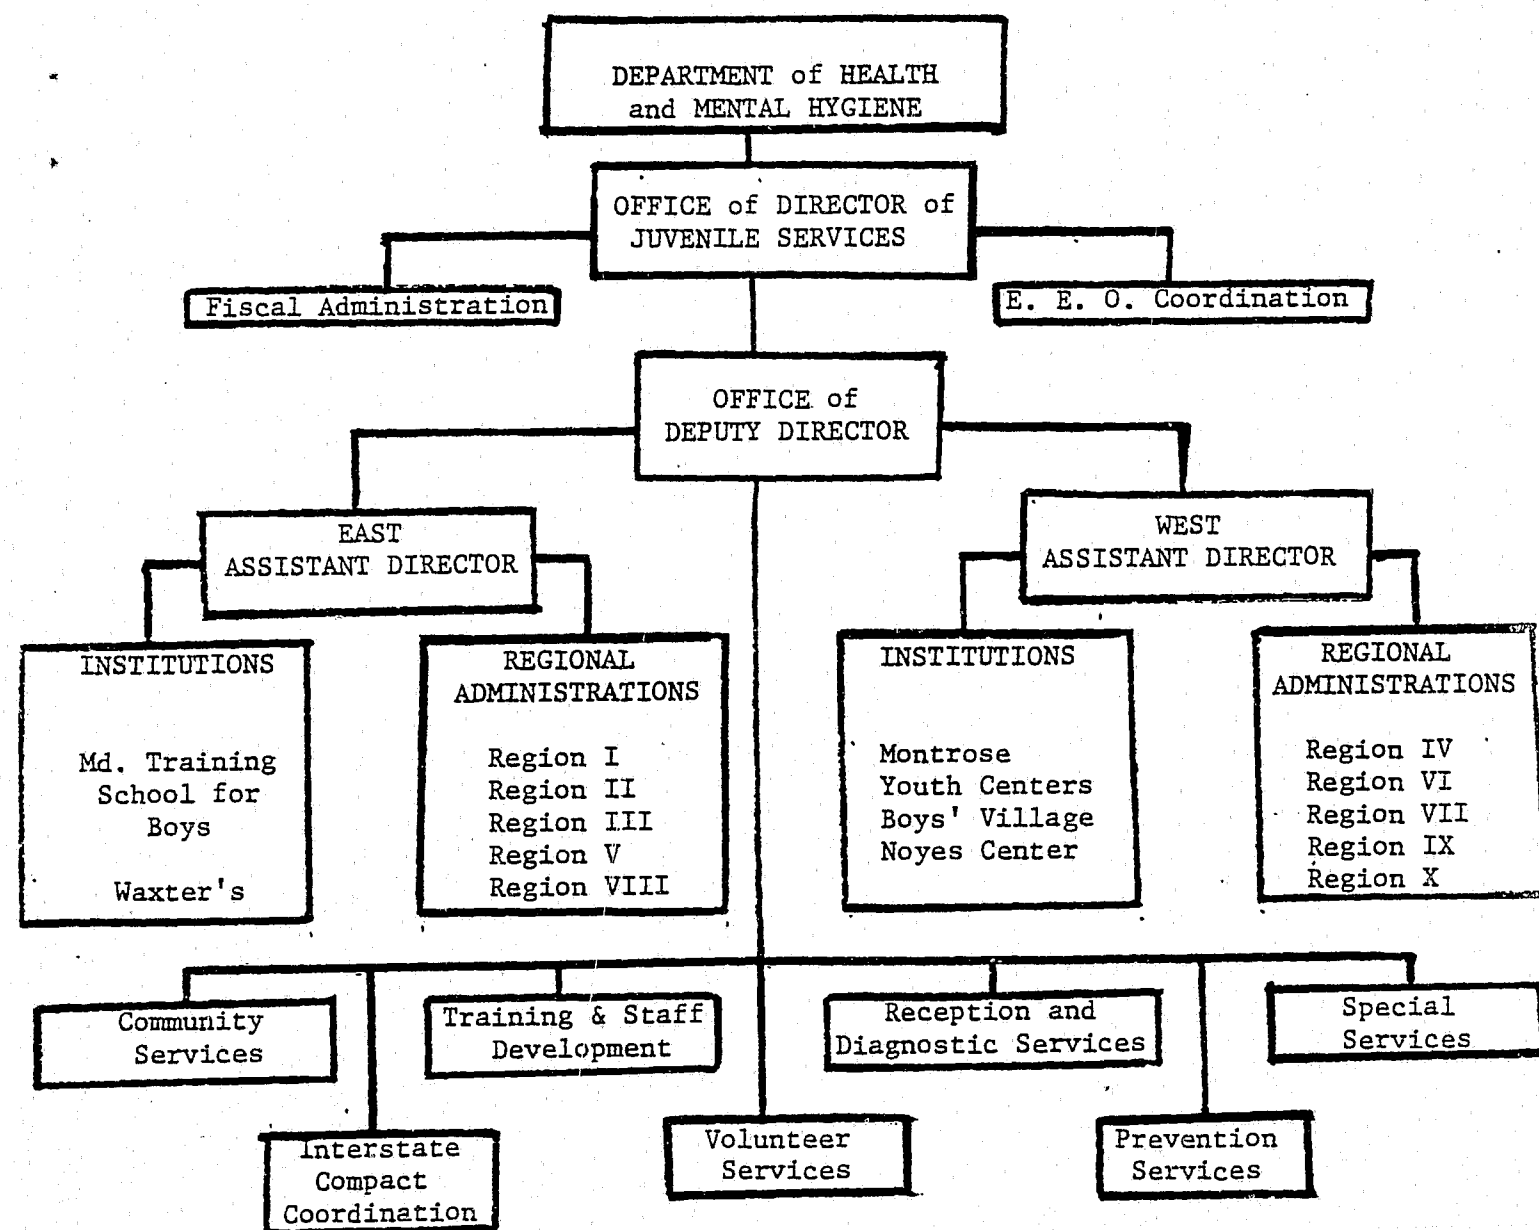 DEPARTMENT of HEALTH
and MENTAL HYGIENE
OFFICE of DIRECTOR of
JUVENILE SERVICES
Fiscal Administration
E. E. O. Coordination
OFFICE of
DEPUTY DIRECTOR
EAST
ASSISTANT DIRECTOR
WEST
ASSISTANT DIRECTOR
INSTITUTIONS
Md. Training
School for
Boys
Waxter's
REGIONAL
ADMINISTRATIONS
Region I
Region II
Region III
Region V
Region VIII
INSTITUTIONS
Montrose
Youth Centers
Boys' Village
Noyes Center
REGIONAL
ADMINISTRATIONS
Region IV
Region VI
Region VII
Region IX
Region X
Community
Services
Training & Staff
Development
Reception and
Diagnostic Services
Special
Services
Interstate
Compact
Coordination
Volunteer
Services
Prevention
Services